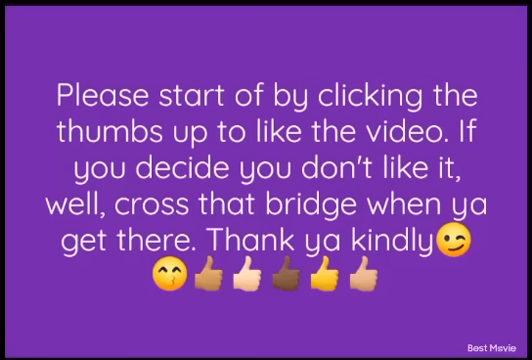 Please start of by clicking the
thumbs up to like the video. If
you decide you don't like it,
well, cross that bridge when ya
get there. Thank ya kindly😉
😙👍🏽👍🏻👍🏿👍👍🏼
Best Movie